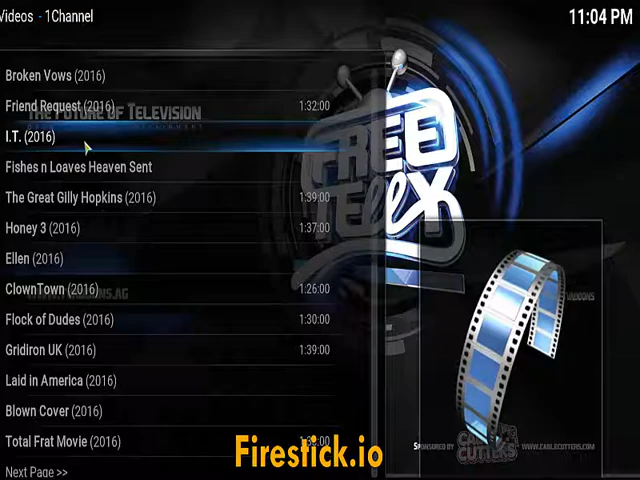 Videos - 1Channel
11:04 PM
Broken Vows (2016)
Friend Request (2016) 1:32:00
THE FUTURE OF TELEVISION
I.T. (2016)
FREE
TELLY
Fishes n Loaves Heaven Sent
The Great Gilly Hopkins (2016) 1:39:00
Honey 3 (2016) 1:37:00
Ellen (2016)
ClownTown (2016) 1:26:00
Flock of Dudes (2016) 1:30:00
Gridiron UK (2016) 1:39:00
Laid in America (2016)
Blown Cover (2016)
Total Frat Movie (2016)
SPONSORED BY
CABLE
CUTTERS
WWW.CABLECUTTERS.COM
Firestick.io
Next Page >>